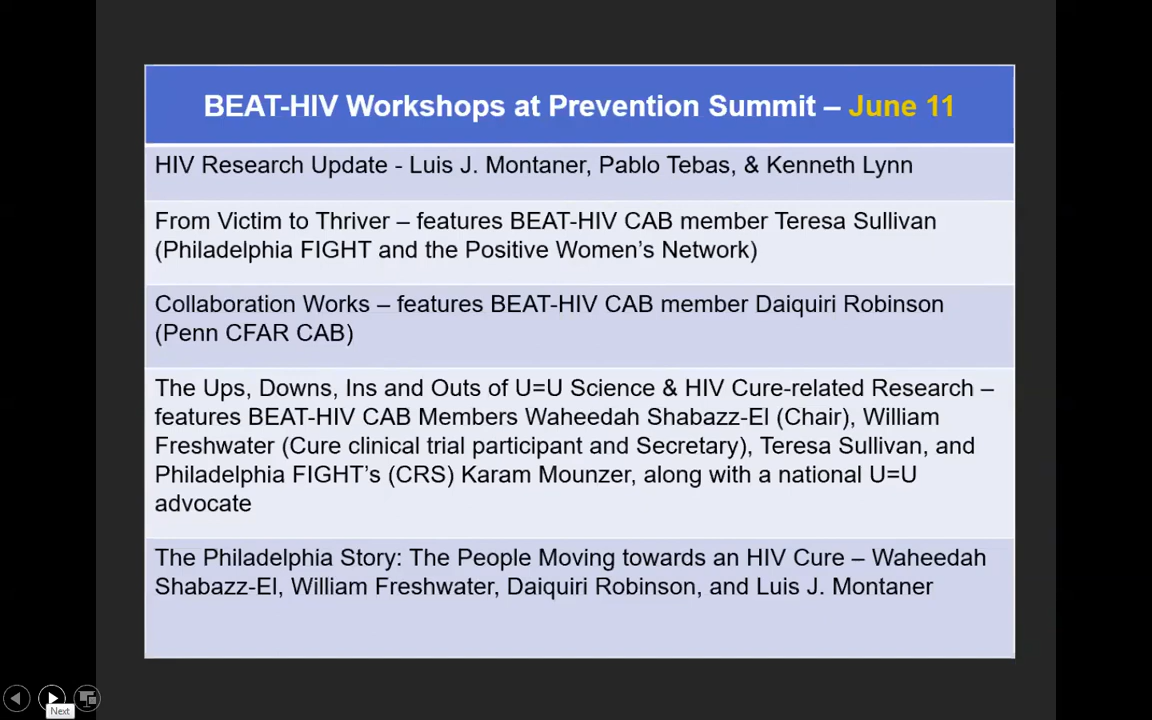 BEAT-HIV Workshops at Prevention Summit – June 11
HIV Research Update - Luis J. Montaner, Pablo Tebas, & Kenneth Lynn
From Victim to Thriver – features BEAT-HIV CAB member Teresa Sullivan
(Philadelphia FIGHT and the Positive Women’s Network)
Collaboration Works – features BEAT-HIV CAB member Daiquiri Robinson
(Penn CFAR CAB)
The Ups, Downs, Ins and Outs of U=U Science & HIV Cure-related Research –
features BEAT-HIV CAB Members Waheedah Shabazz-El (Chair), William
Freshwater (Cure clinical trial participant and Secretary), Teresa Sullivan, and
Philadelphia FIGHT’s (CRS) Karam Mounzer, along with a national U=U
advocate
The Philadelphia Story: The People Moving towards an HIV Cure – Waheedah
Shabazz-El, William Freshwater, Daiquiri Robinson, and Luis J. Montaner
Next